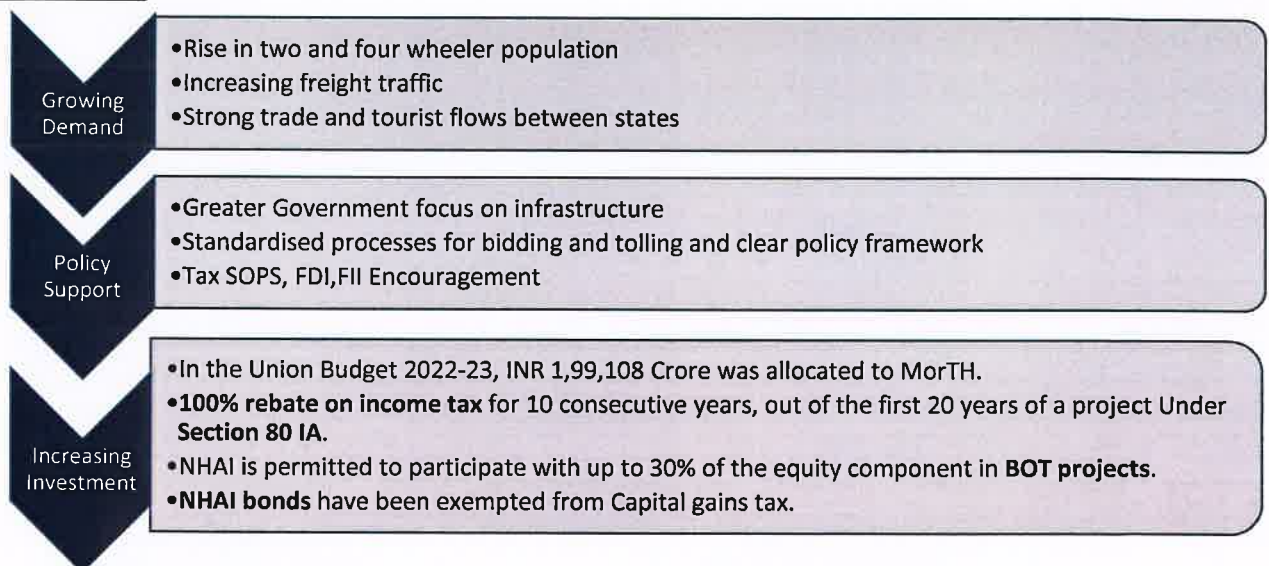 Growing
Demand
•Rise in two and four wheeler population
•Increasing freight traffic
•Strong trade and tourist flows between states
Policy
Support
•Greater Government focus on infrastructure
•Standardised processes for bidding and tolling and clear policy framework
•Tax SOPS, FDI,FII Encouragement
Increasing
Investment
•In the Union Budget 2022-23, INR 1,99,108 Crore was allocated to MorTH.
•100% rebate on income tax for 10 consecutive years, out of the first 20 years of a project Under
Section 80 IA.
•NHAI is permitted to participate with up to 30% of the equity component in BOT projects.
•NHAI bonds have been exempted from Capital gains tax.